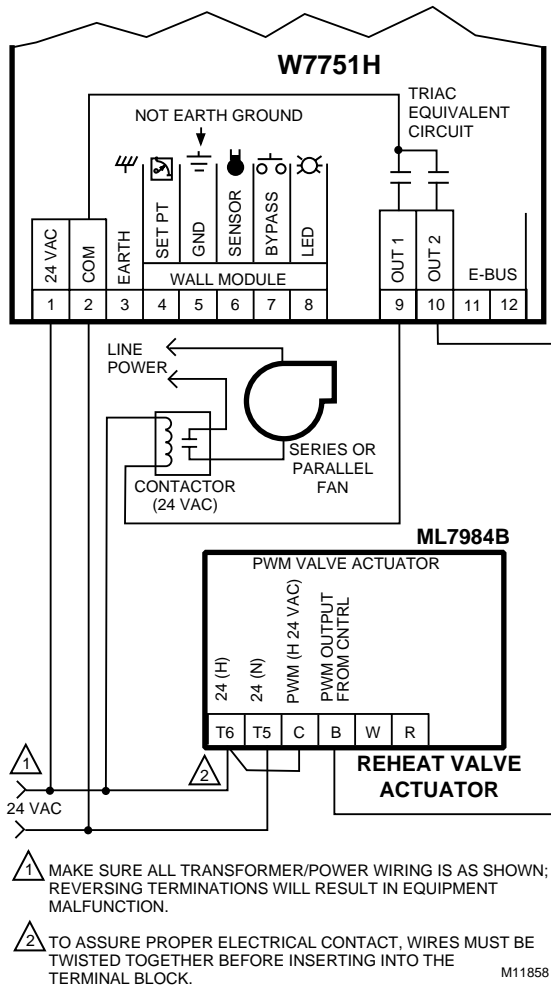 W7751H
TRIAC
EQUIVALENT
CIRCUIT
NOT EARTH GROUND
24 VAC
COM
EARTH
SET PT
GND
SENSOR
BYPASS
LED
WALL MODULE
OUT 1
OUT 2
E-BUS
1 2 3 4 5 6 7 8 9 10 11 12
LINE
POWER
SERIES OR
PARALLEL
FAN
CONTACTOR
(24 VAC)
ML7984B
PWM VALVE ACTUATOR
24 (H)
24 (N)
PWM (H 24 VAC)
PWM OUTPUT
FROM CNTRL
T6 T5 C B W R
REHEAT VALVE
ACTUATOR
1
2
24 VAC
1 MAKE SURE ALL TRANSFORMER/POWER WIRING IS AS SHOWN;
REVERSING TERMINATIONS WILL RESULT IN EQUIPMENT
MALFUNCTION.
2 TO ASSURE PROPER ELECTRICAL CONTACT, WIRES MUST BE
TWISTED TOGETHER BEFORE INSERTING INTO THE
TERMINAL BLOCK.
M11858